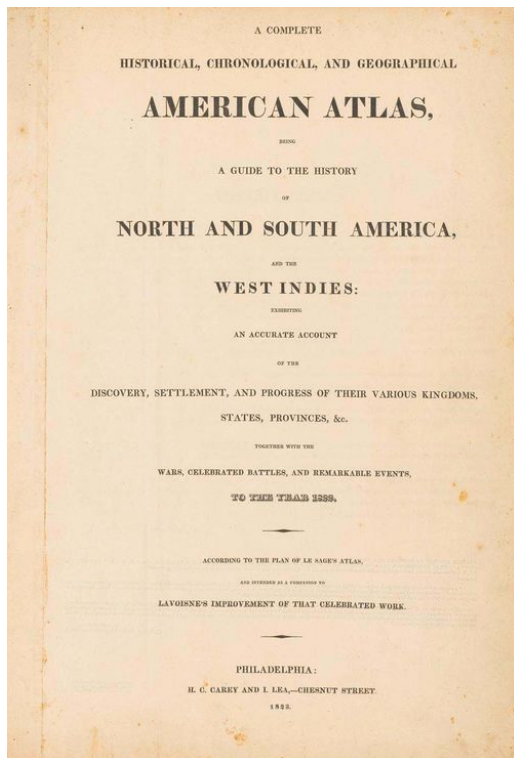 A COMPLETE
HISTORICAL, CHRONOLOGICAL, AND GEOGRAPHICAL
AMERICAN ATLAS,
BEING
A GUIDE TO THE HISTORY
OF
NORTH AND SOUTH AMERICA,
AND THE
WEST INDIES:
EXHIBITING
AN ACCURATE ACCOUNT
OF THE
DISCOVERY, SETTLEMENT, AND PROGRESS OF THEIR VARIOUS KINGDOMS,
STATES, PROVINCES, &c.
TOGETHER WITH THE
WARS, CELEBRATED BATTLES, AND REMARKABLE EVENTS,
TO THE YEAR 1822.
ACCORDING TO THE PLAN OF LE SAGE'S ATLAS,
AND INTENDED AS A COMPANION TO
LAVOISNE'S IMPROVEMENT OF THAT CELEBRATED WORK.
PHILADELPHIA:
H. C. CAREY AND I. LEA,—CHESNUT STREET.
1823.